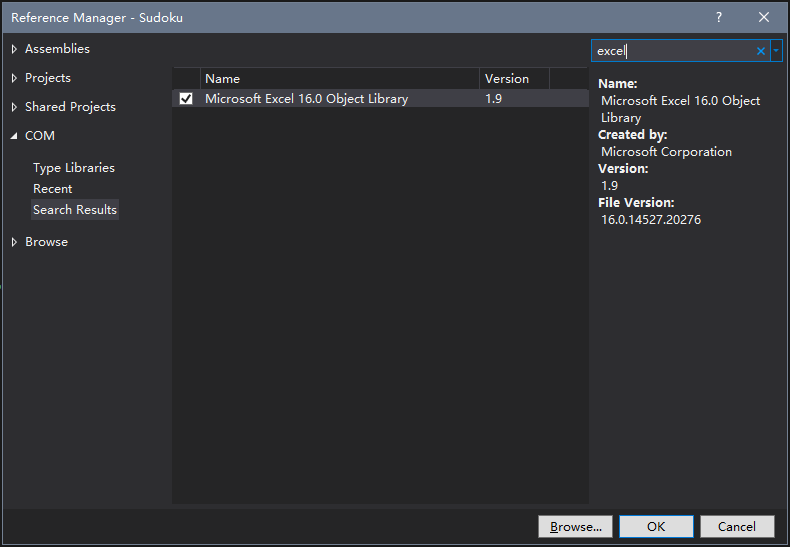 Reference Manager - Sudoku
?
Assemblies
Projects
Shared Projects
COM
Type Libraries
Recent
Search Results
Browse
Name Version
Microsoft Excel 16.0 Object Library 1.9
excel
Name:
Microsoft Excel 16.0 Object
Library
Created by:
Microsoft Corporation
Version:
1.9
File Version:
16.0.14527.20276
Browse... OK Cancel